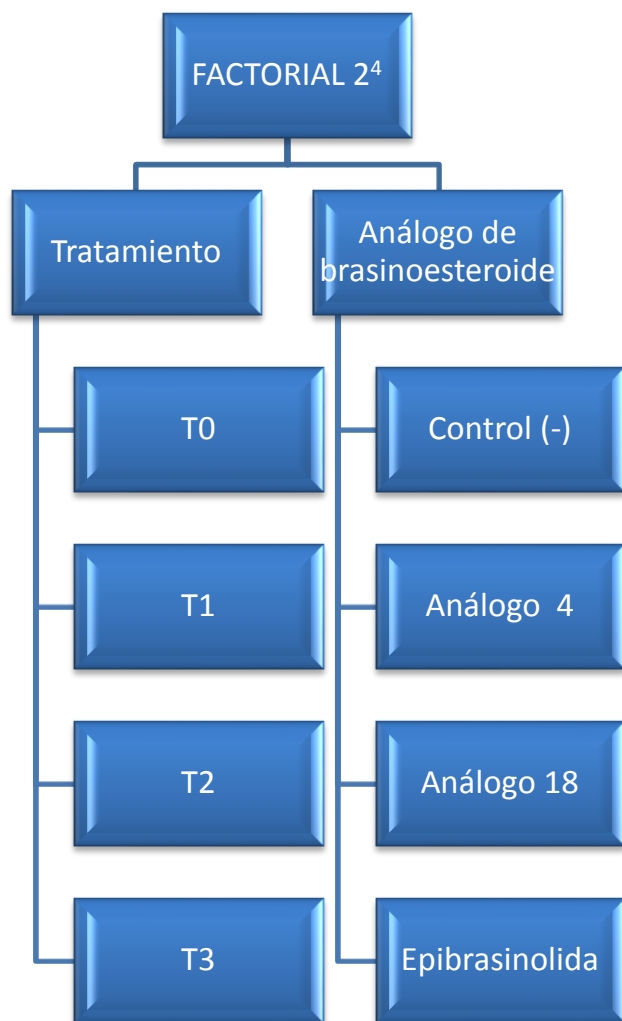 FACTORIAL 2⁴
Tratamiento
Análogo de
brasinoesteroide
T0
Control (-)
T1
Análogo 4
T2
Análogo 18
T3
Epibrasinolida